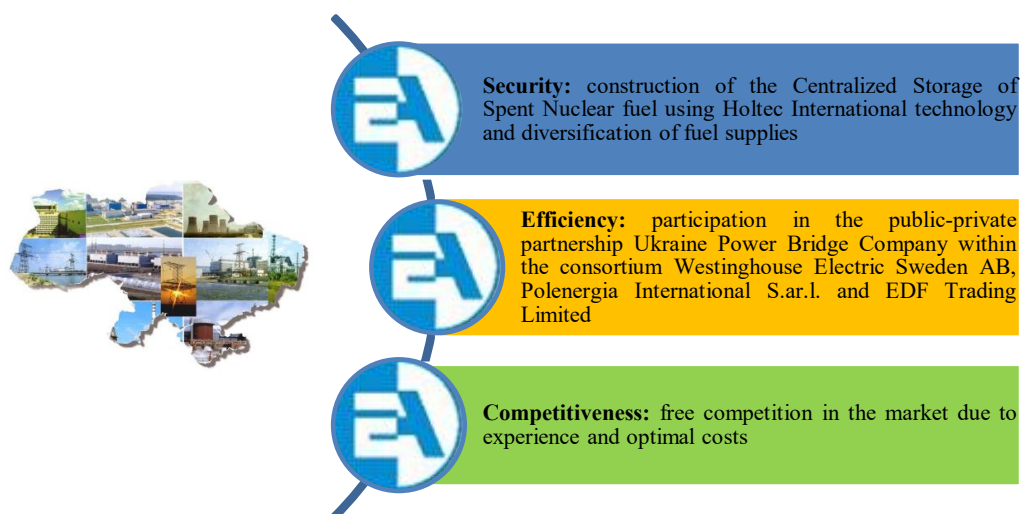 Security: construction of the Centralized Storage of
Spent Nuclear fuel using Holtec International technology
and diversification of fuel supplies
Efficiency: participation in the public-private
partnership Ukraine Power Bridge Company within
the consortium Westinghouse Electric Sweden AB,
Polenergia International S.ar.l. and EDF Trading
Limited
Competitiveness: free competition in the market due to
experience and optimal costs